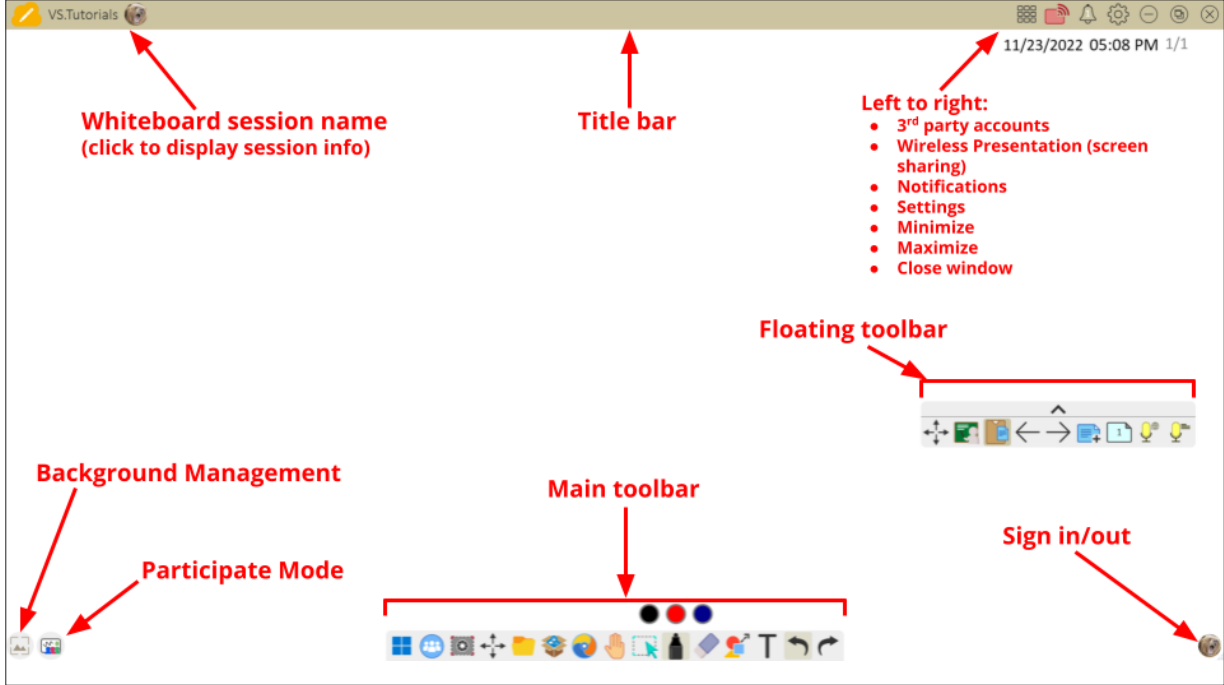 VS.Tutorials
11/23/2022 05:08 PM 1/1
Whiteboard session name
(click to display session info)
Title bar
Left to right:
● 3rd party accounts
● Wireless Presentation (screen
sharing)
● Notifications
● Settings
● Minimize
● Maximize
● Close window
Floating toolbar
1
Background Management
Main toolbar
Sign in/out
Participate Mode
T